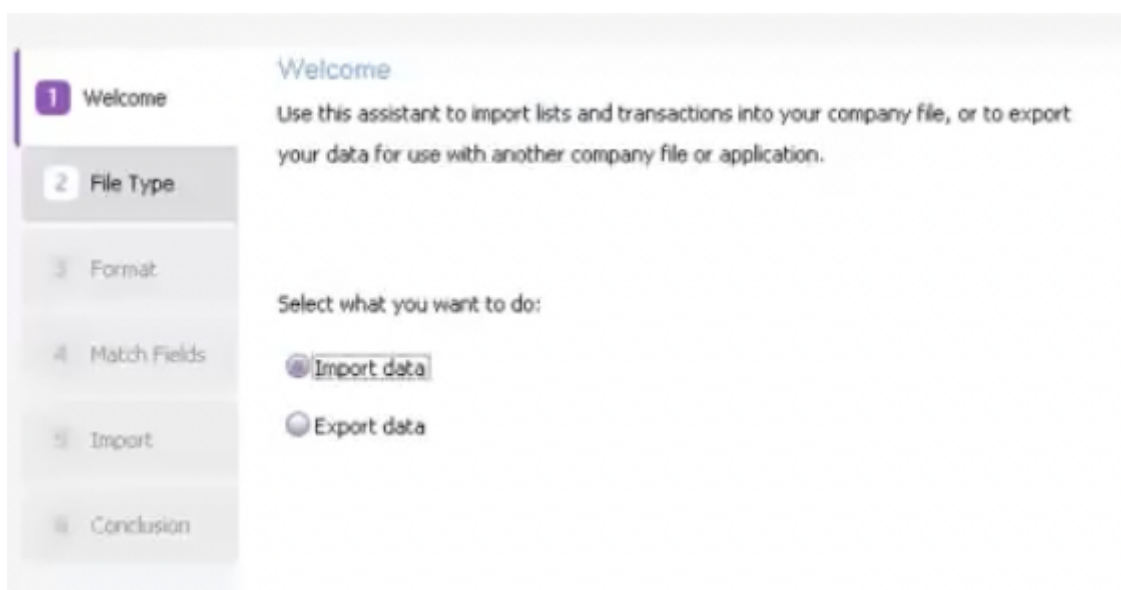 1 Welcome
2 File Type
3 Format
4 Match Fields
5 Import
6 Conclusion
Welcome
Use this assistant to import lists and transactions into your company file, or to export
your data for use with another company file or application.
Select what you want to do:
Import data
Export data